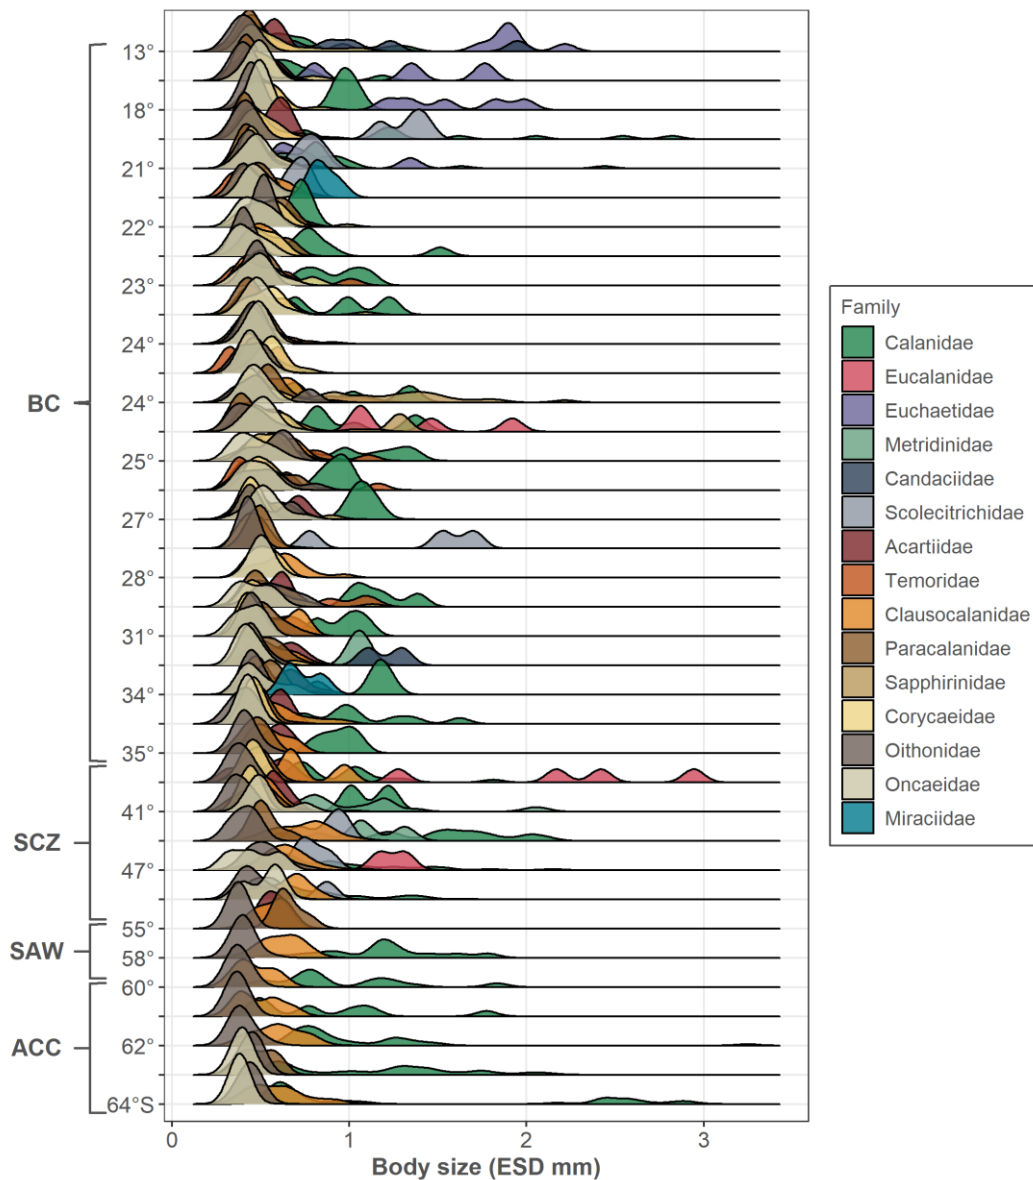 BC
SCZ
SAW
ACC
13°
18°
21°
22°
23°
24°
24°
25°
27°
28°
31°
34°
35°
41°
47°
55°
58°
60°
62°
64°S
0 1 2 3
Body size (ESD mm)
Family
Calanidae
Eucalanidae
Euchaetidae
Metridinidae
Candaciidae
Scolecitrichidae
Acartiidae
Temoridae
Clausocalanidae
Paracalanidae
Sapphirinidae
Corycaeidae
Oithonidae
Oncaeidae
Miraciidae